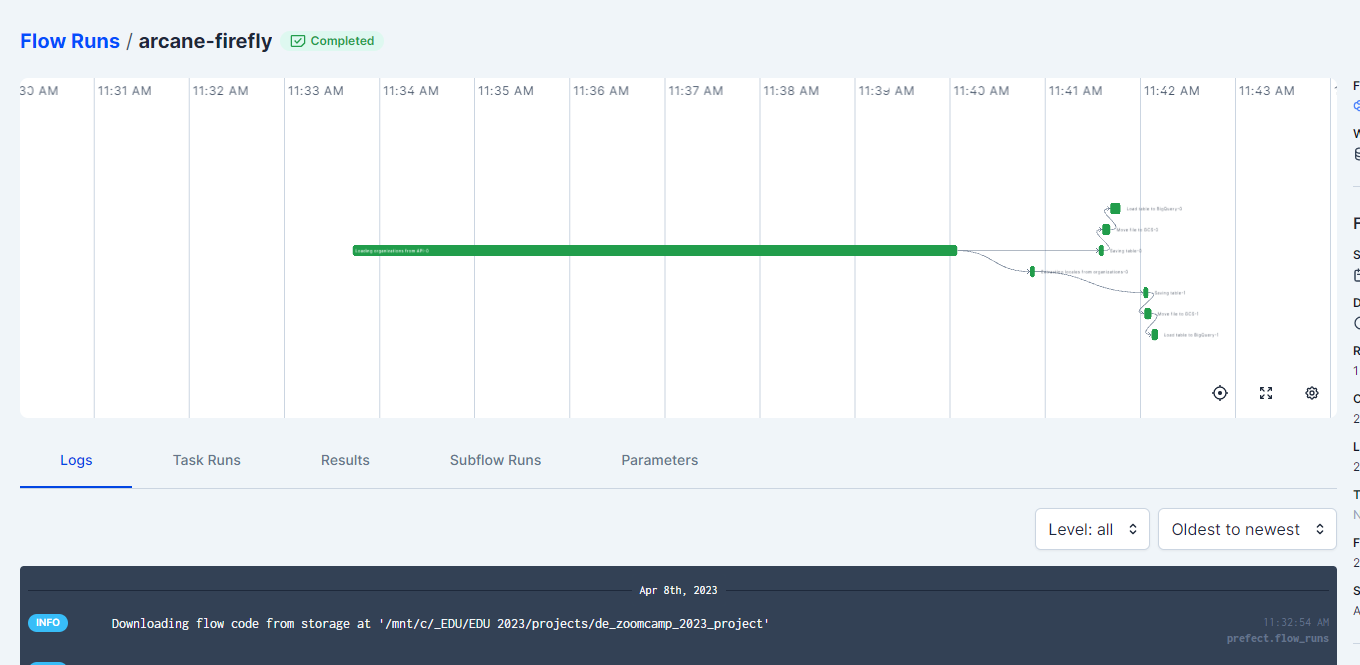 Flow Runs / arcane-firefly Completed
30 AM 11:31 AM 11:32 AM 11:33 AM 11:34 AM 11:35 AM 11:36 AM 11:37 AM 11:38 AM 11:39 AM 11:40 AM 11:41 AM 11:42 AM 11:43 AM
Load table to BigQuery-0
Move file to GCS-0
Loading organisations from API-0
Saving table-0
locales from organisations-0
Saving table-1
Move file to GCS-1
Load table to BigQuery-1
Logs Task Runs Results Subflow Runs Parameters
Level: all Oldest to newest
Apr 8th, 2023
INFO Downloading flow code from storage at '/mnt/c/_EDU/EDU 2023/projects/de_zoomcamp_2023_project' 11:32:54 AM
prefect.flow_runs